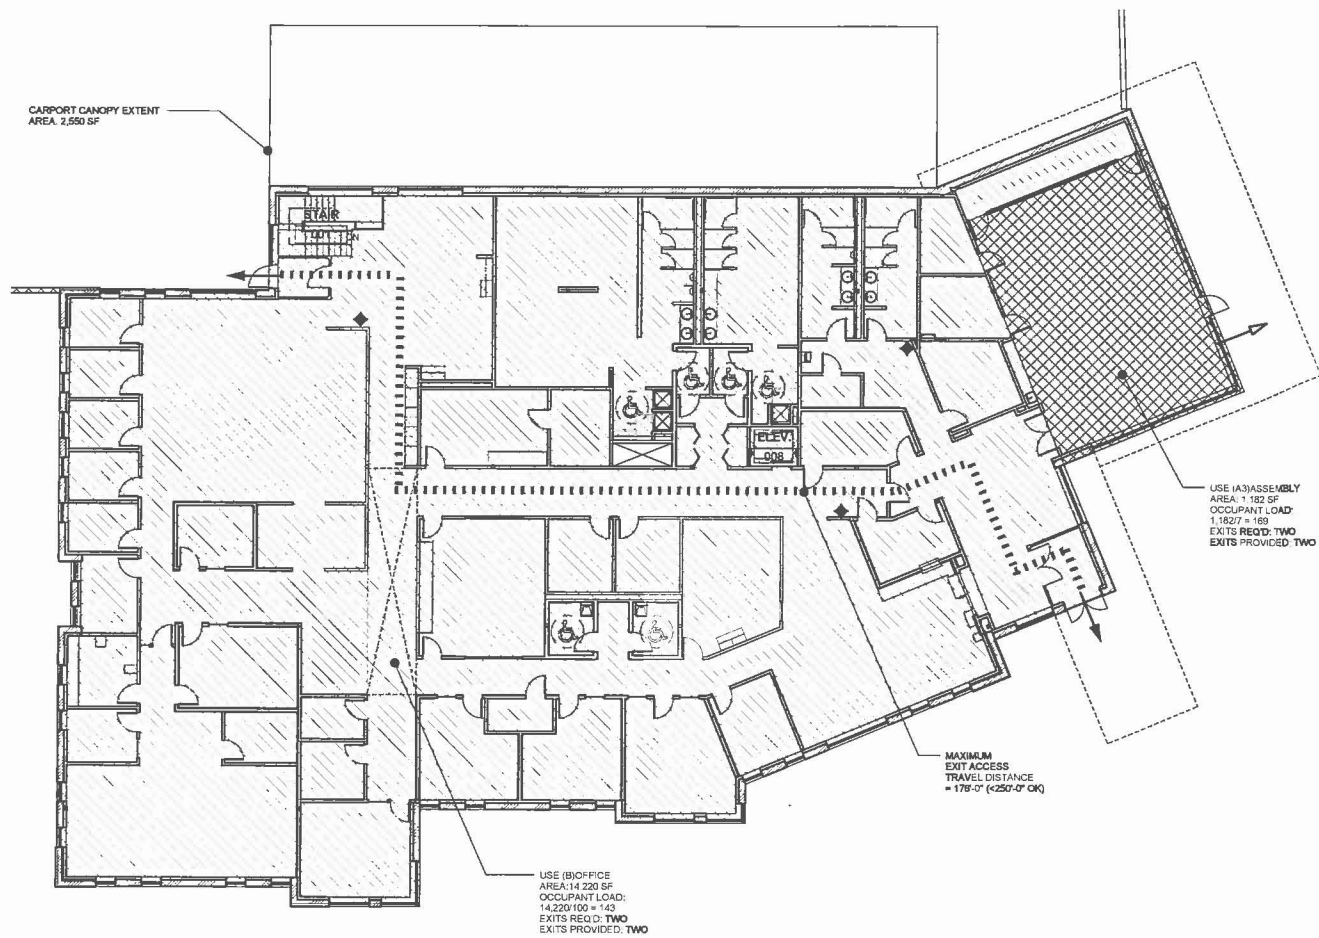 CARPORT CANOPY EXTENT
AREA: 2,550 SF
STAIR
001
N
ELEV.
008
USE (A3)ASSEMBLY
AREA: 1,182 SF
OCCUPANT LOAD:
1,182/7 = 169
EXITS REQ'D: TWO
EXITS PROVIDED: TWO
MAXIMUM
EXIT ACCESS
TRAVEL DISTANCE
= 178'-0" (<250'-0" OK)
USE (B)OFFICE
AREA:14,220 SF
OCCUPANT LOAD:
14,220/100 = 143
EXITS REQ'D: TWO
EXITS PROVIDED: TWO